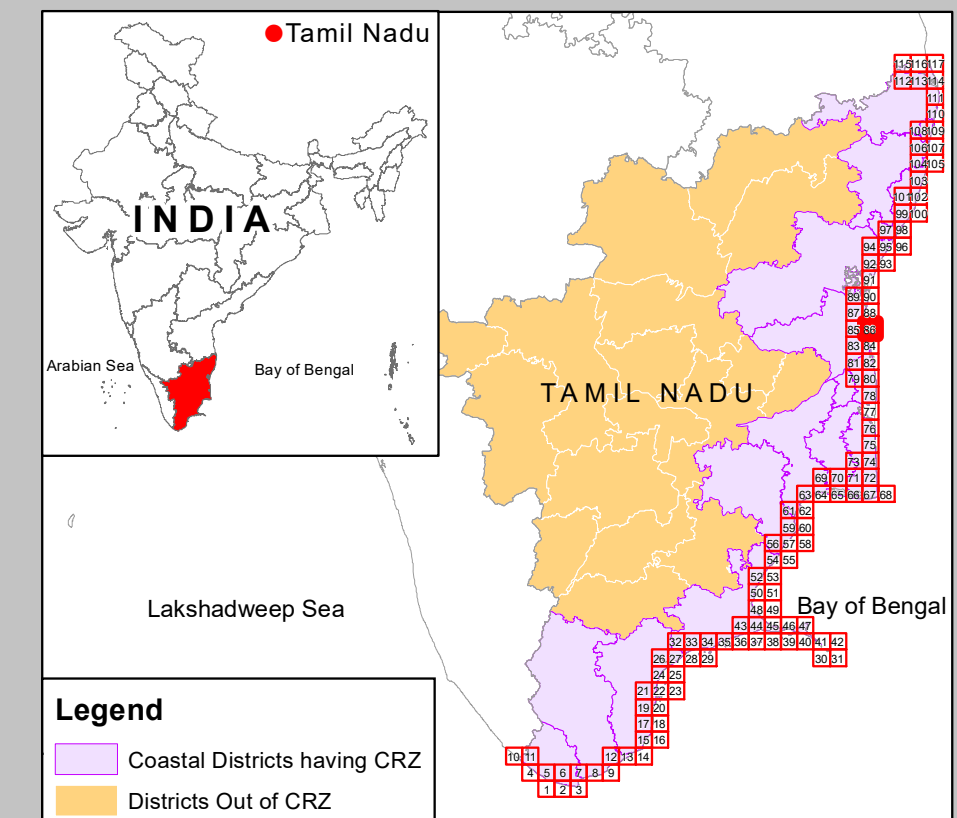 Tamil Nadu
INDIA
Arabian Sea
Bay of Bengal
115 116 117
112 113 114
111
110
108 109
106 107
104 105
103
101 102
99 100
97 98
94 95 96
92 93
91
89 90
87 88
85 86
83 84
81 82
79 80
78
77
76
75
73 74
69 70 71 72
63 64 65 66 67 68
61 62
59 60
56 57 58
54 55
52 53
50 51
48 49
43 44 45 46 47
32 33 34 35 36 37 38 39 40 41 42
26 27 28 29 30 31
24 25
21 22 23
19 20
17 18
15 16
10 11 12 13 14
4 5 6 7 8 9
1 2 3
TAMIL NADU
Lakshadweep Sea
Bay of Bengal
Legend
Coastal Districts having CRZ
Districts Out of CRZ